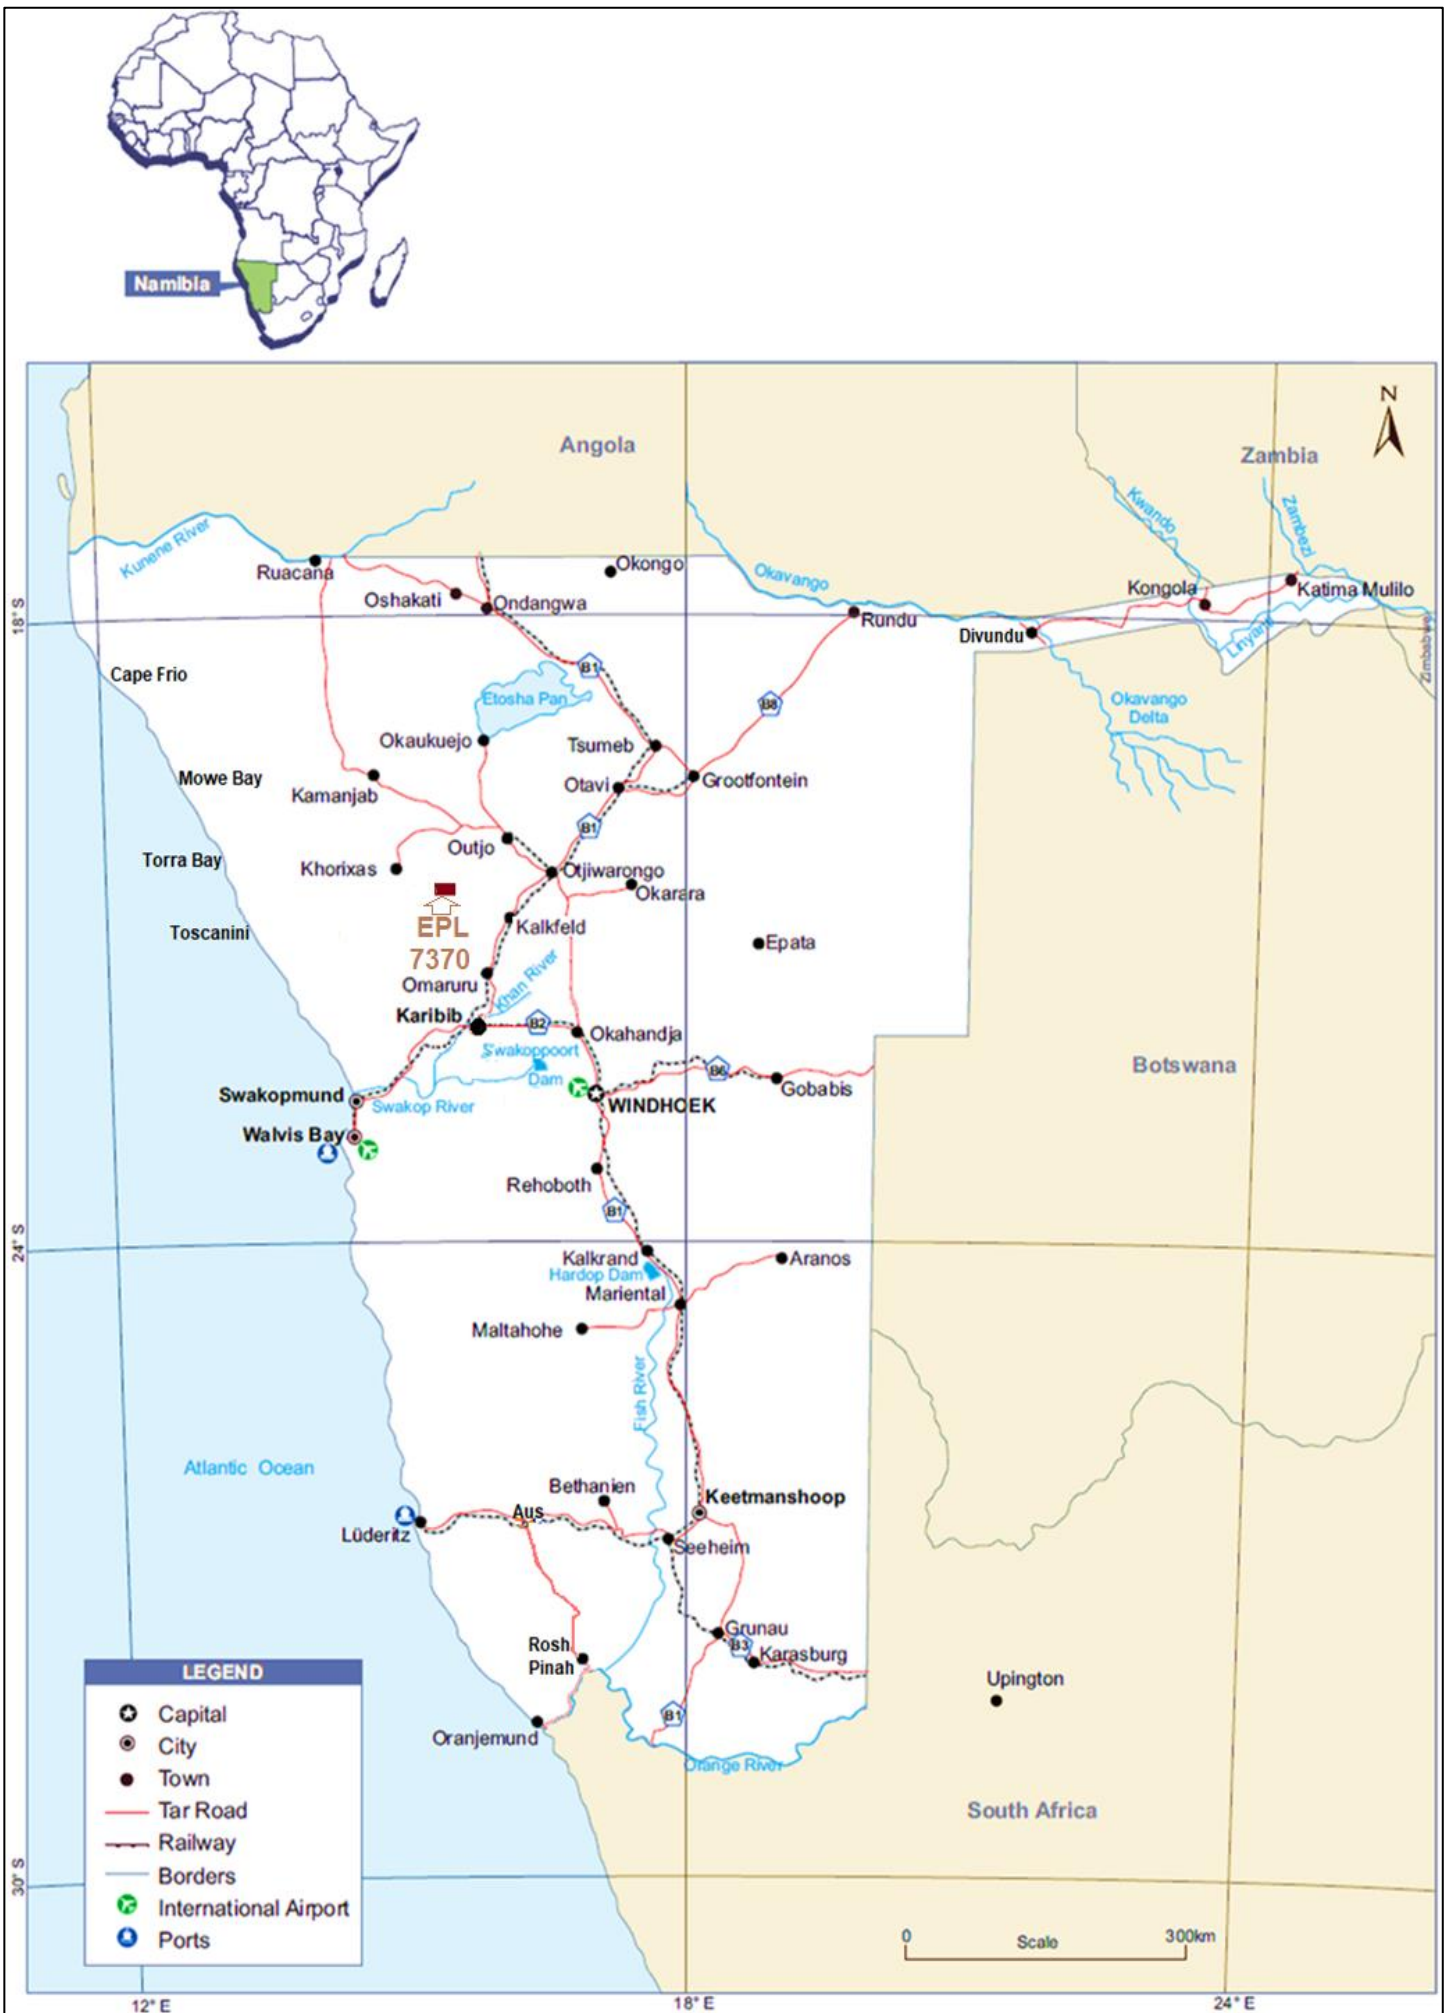 Namibia
N
Angola
Zambia
Kwando
Zambezi
Kunene River
Ruacana
Okongo
Okavango
Kongola
Katima Mulilo
Oshakati
Ondangwa
18° S
Rundu
Divundu
Linyanti
Zimbabwe
Cape Frio
B1
Etosha Pan
Okavango
Delta
B8
Okaukuejo
Tsumeb
Mowe Bay
Kamanjab
Otavi
Grootfontein
B1
Outjo
Torra Bay
Khorixas
Otjiwarongo
Okarara
EPL
7370
Kalkfeld
Toscanini
Epata
Omaruru
Khan River
Karibib
B2
Okahandja
Swakoppoort
Dam
B6
Botswana
Gobabis
Swakopmund
Swakop River
WINDHOEK
Walvis Bay
Rehoboth
B1
24° S
Kalkrand
Aranos
Hardop Dam
Mariental
Maltahohe
Fish River
Atlantic Ocean
Bethanien
Keetmanshoop
Aus
Lüderitz
Seeheim
Grunau
B3
Karasburg
Rosh
Pinah
Upington
B1
Oranjemund
Orange River
South Africa
LEGEND
Capital
City
Town
Tar Road
Railway
Borders
International Airport
Ports
30° S
0
Scale
300km
12° E
18° E
24° E